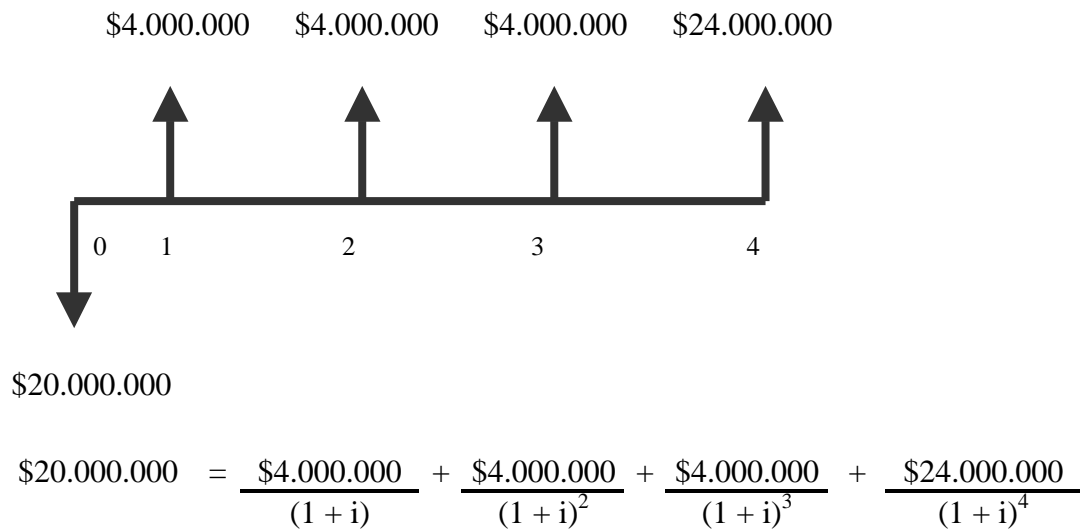 $4.000.000 $4.000.000 $4.000.000 $24.000.000
0 1 2 3 4
$20.000.000
$20.000.000 = $4.000.000 + $4.000.000 + $4.000.000 + $24.000.000
(1 + i) (1 + i)² (1 + i)³ (1 + i)⁴